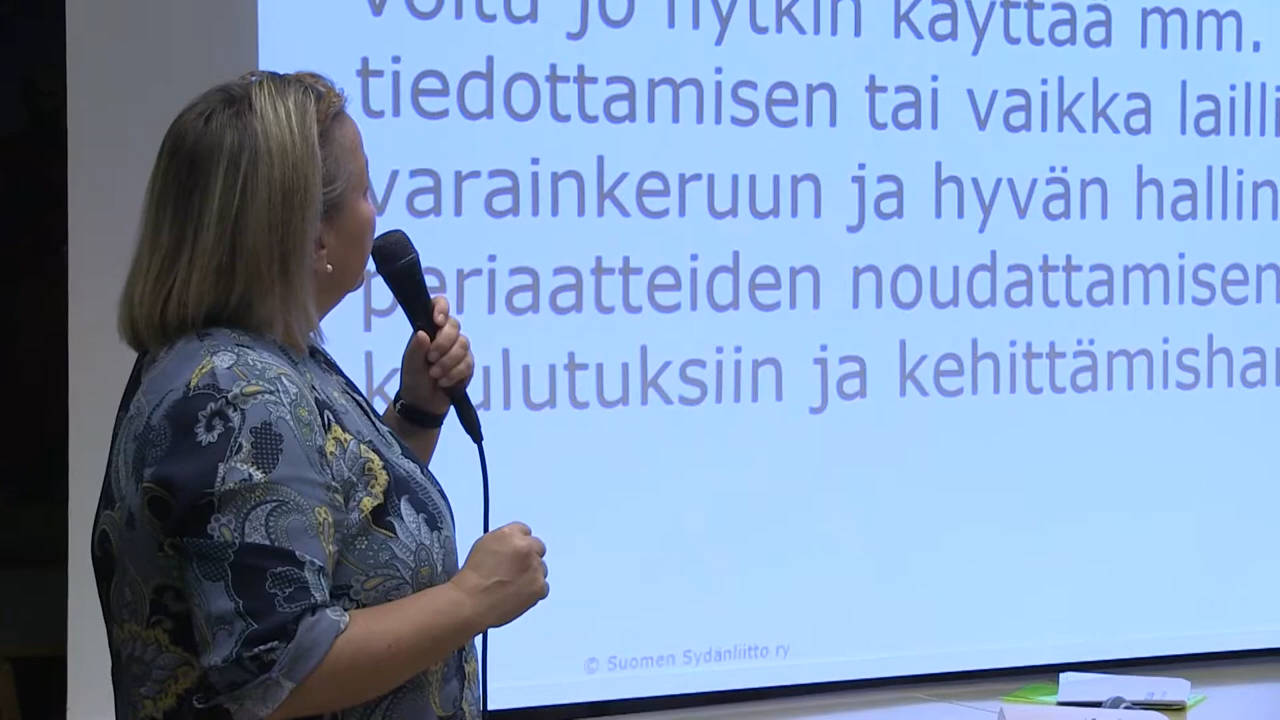 voitu jo nytkin käyttää mm.
tiedottamisen tai vaikka lailli
varainkeruun ja hyvän hallin
periaatteiden noudattamisen
koulutuksiin ja kehittämishan
© Suomen Sydänliitto ry